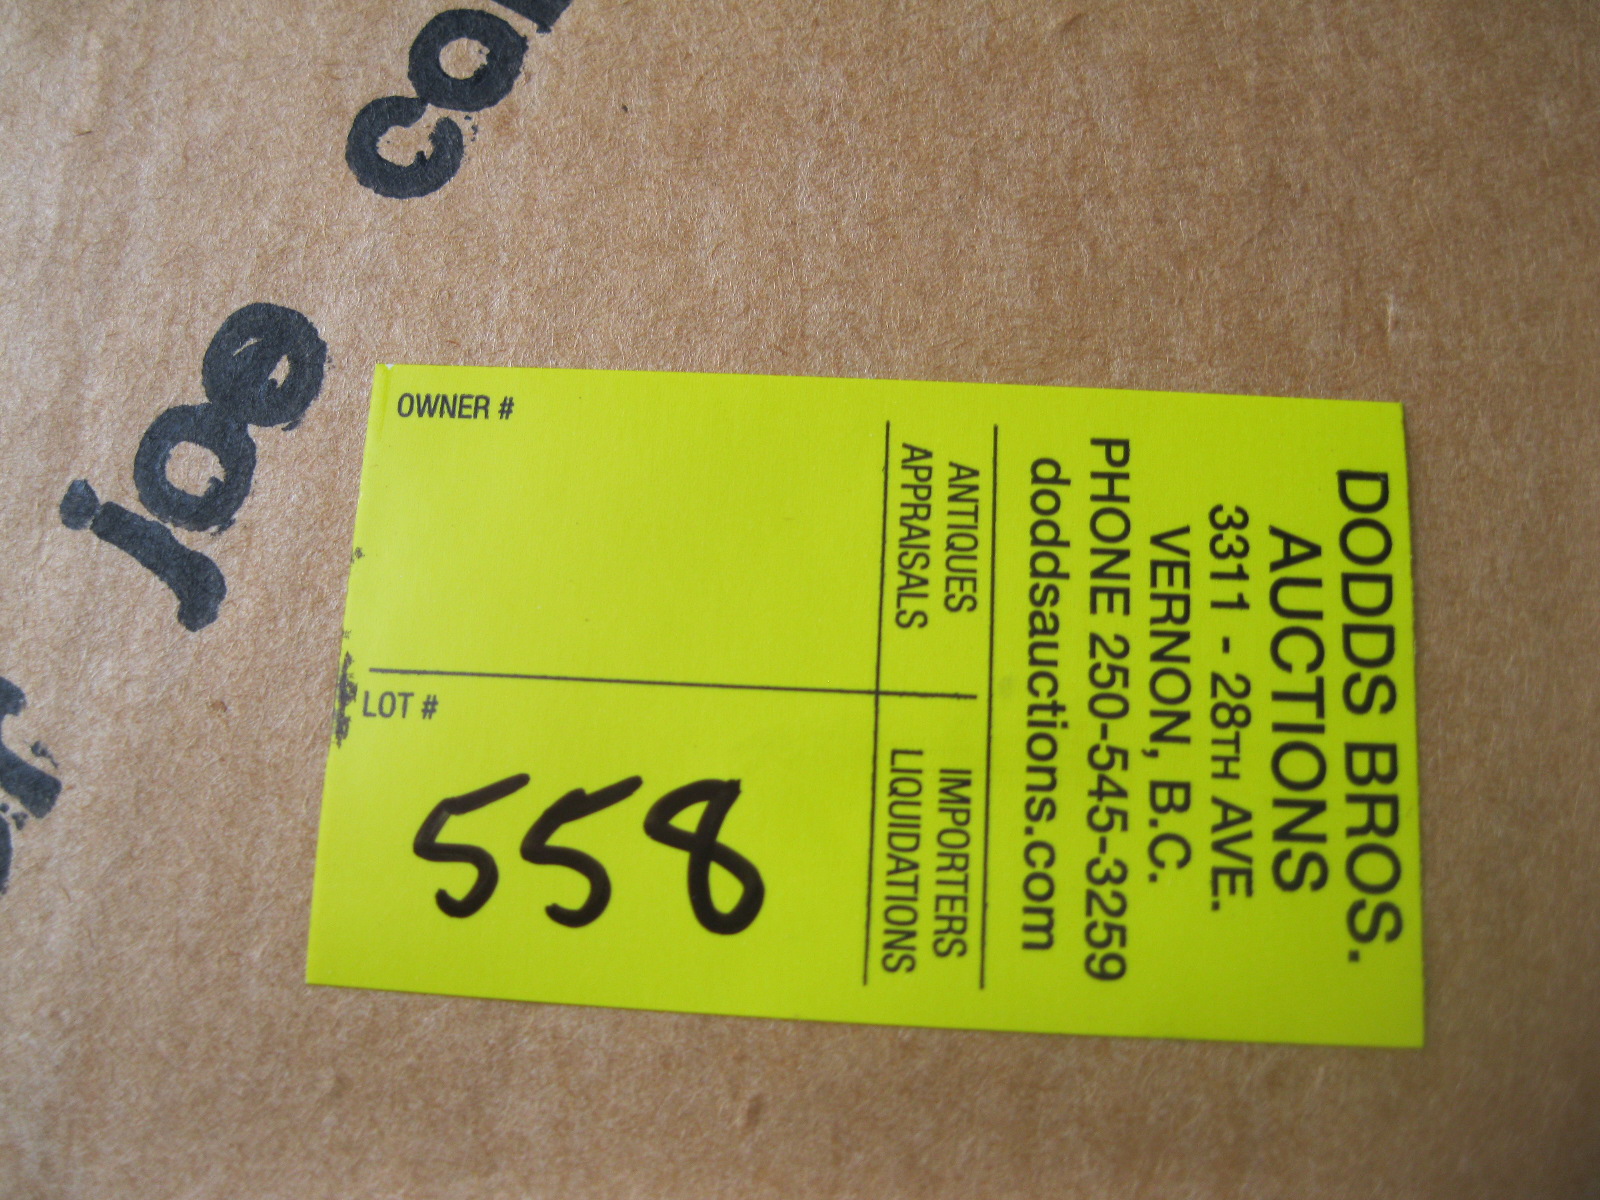 joe
DODDS BROS.
AUCTIONS
3311 - 28TH AVE.
VERNON, B.C.
PHONE 250-545-3259
doddsauctions.com
ANTIQUES
APPRAISALS
IMPORTERS
LIQUIDATIONS
OWNER #
LOT #
558